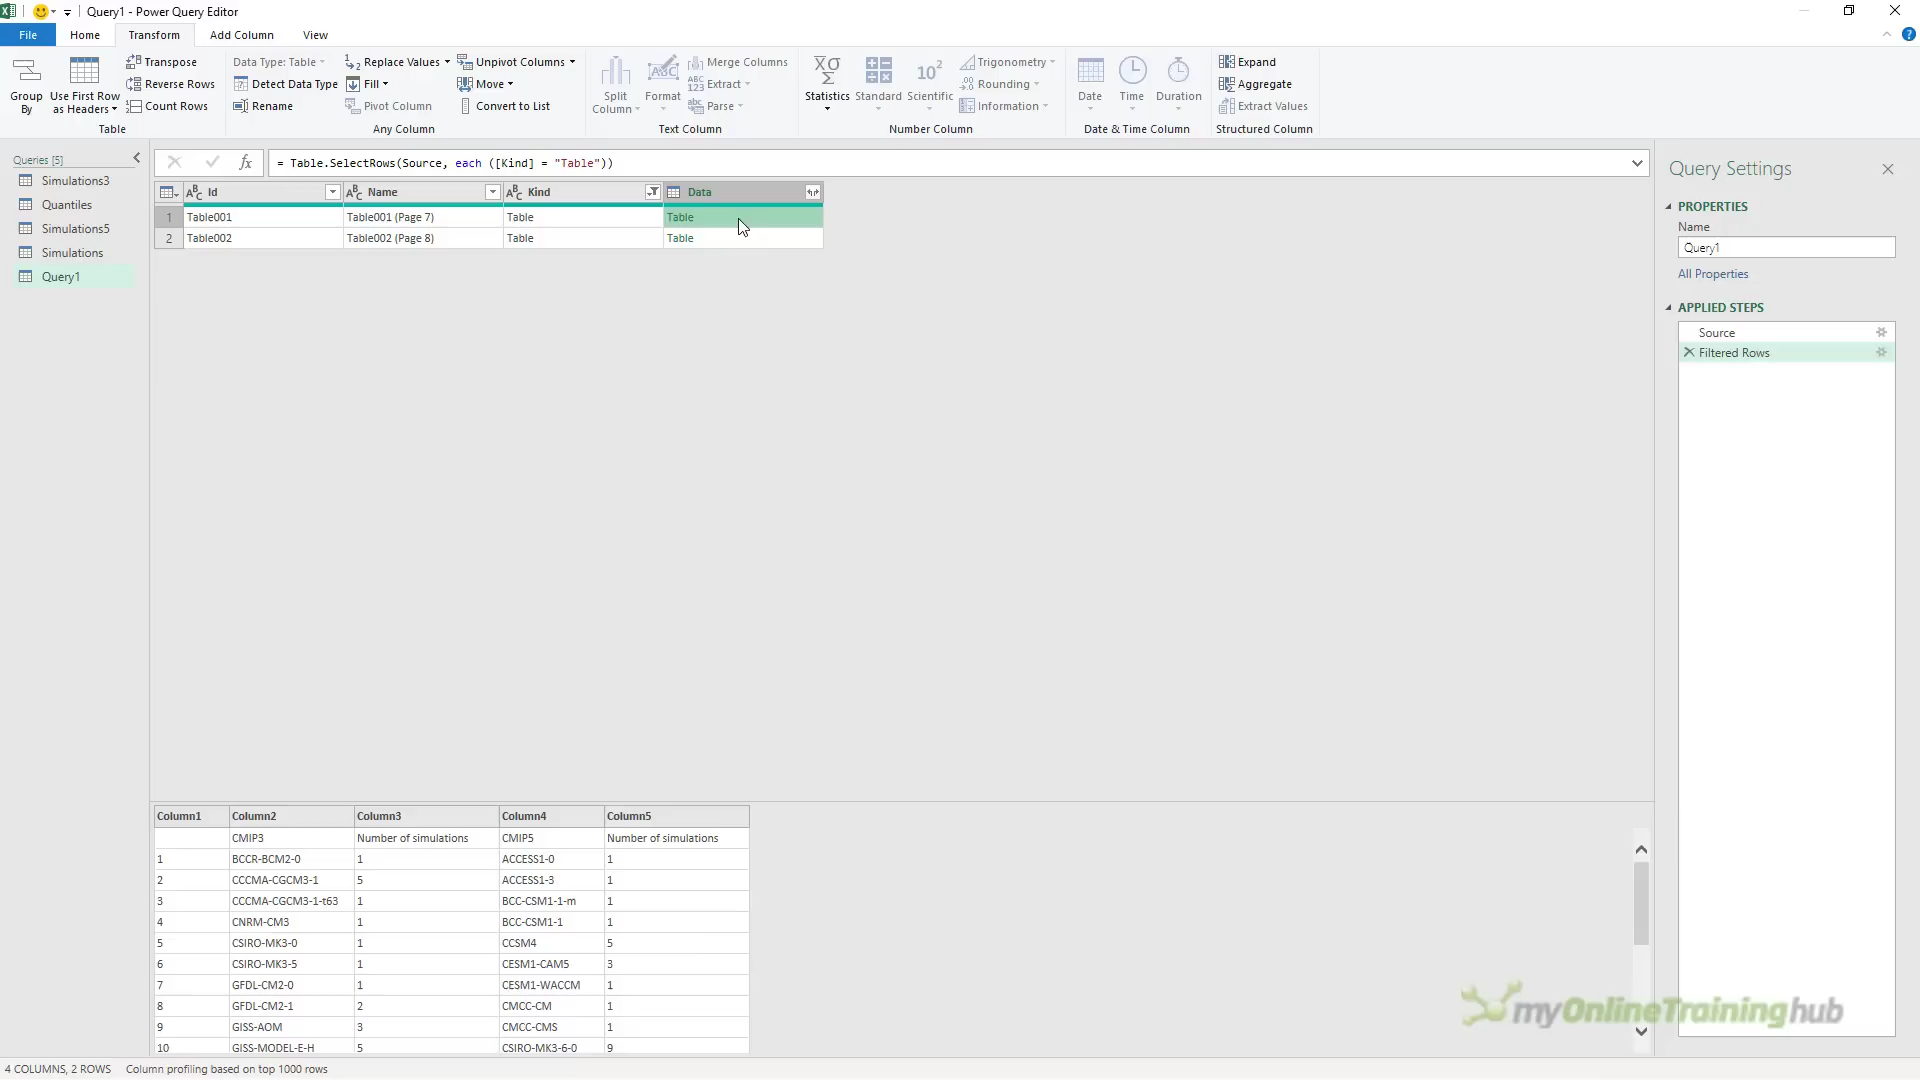 Query1 - Power Query Editor
File
Home
Transform
Add Column
View
Group By
Use First Row as Headers
Transpose
Reverse Rows
Count Rows
Table
Data Type: Table
Detect Data Type
Rename
Replace Values
Fill
Pivot Column
Unpivot Columns
Move
Convert to List
Any Column
Split Column
Format
Merge Columns
Extract
Parse
Text Column
Statistics
Standard
Scientific
Trigonometry
Rounding
Information
Number Column
Date
Time
Duration
Date & Time Column
Expand
Aggregate
Extract Values
Structured Column
Queries [5]
Simulations3
Quantiles
Simulations5
Simulations
Query1
= Table.SelectRows(Source, each ([Kind] = "Table"))
Id Name Kind Data
1 Table001 Table001 (Page 7) Table Table
2 Table002 Table002 (Page 8) Table Table
Query Settings
PROPERTIES
Name
Query1
All Properties
APPLIED STEPS
Source
Filtered Rows
Column1 Column2 Column3 Column4 Column5
CMIP3 Number of simulations CMIP5 Number of simulations
1 BCCR-BCM2-0 1 ACCESS1-0 1
2 CCCMA-CGCM3-1 5 ACCESS1-3 1
3 CCCMA-CGCM3-1-t63 1 BCC-CSM1-1-m 1
4 CNRM-CM3 1 BCC-CSM1-1 1
5 CSIRO-MK3-0 1 CCSM4 5
6 CSIRO-MK3-5 1 CESM1-CAM5 3
7 GFDL-CM2-0 1 CESM1-WACCM 1
8 GFDL-CM2-1 2 CMCC-CM 1
9 GISS-AOM 3 CMCC-CMS 1
10 GISS-MODEL-E-H 5 CSIRO-MK3-6-0 9
myOnlineTraininghub
4 COLUMNS, 2 ROWS Column profiling based on top 1000 rows